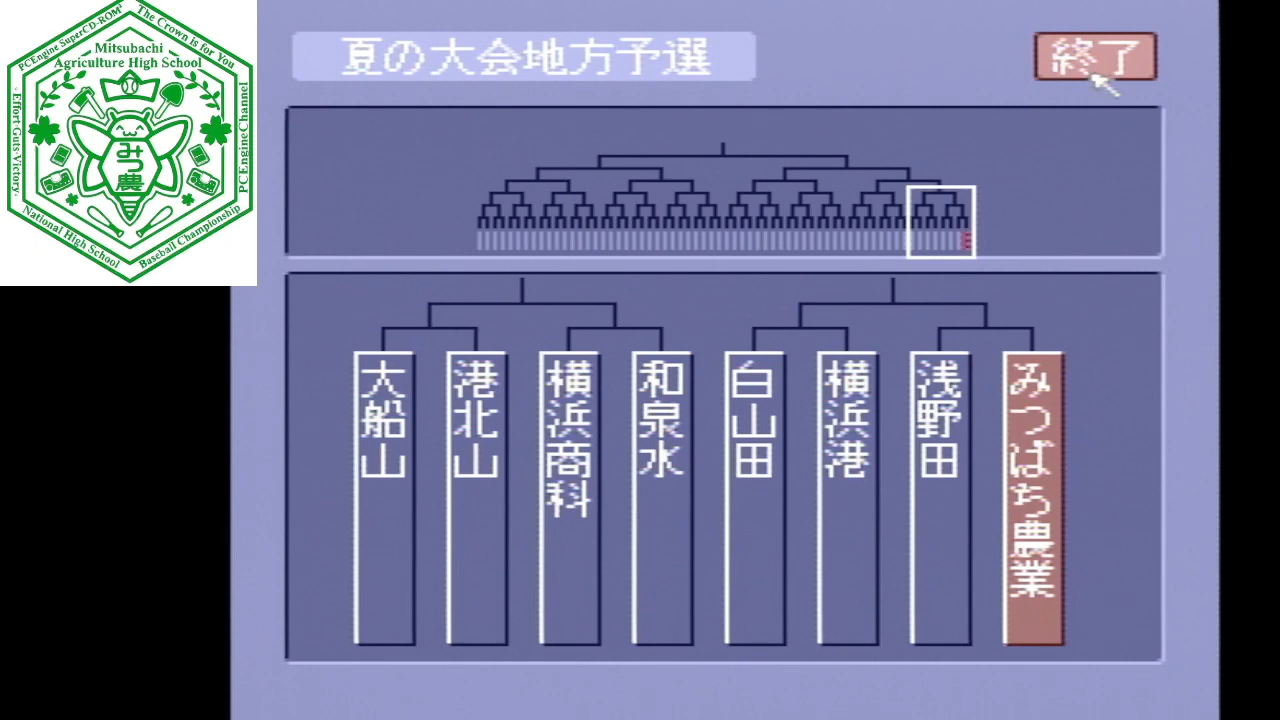 PCEngine SuperCD-ROM²
The Crown is for You
Mitsubachi
Agriculture High School
· Effort·Guts·Victory·
PCEngineChannel
みつ農
National High School
Baseball Championship
夏の大会地方予選
終了
大船山
港北山
横浜商科
和泉水
白山田
横浜港
浅野田
みつばち農業